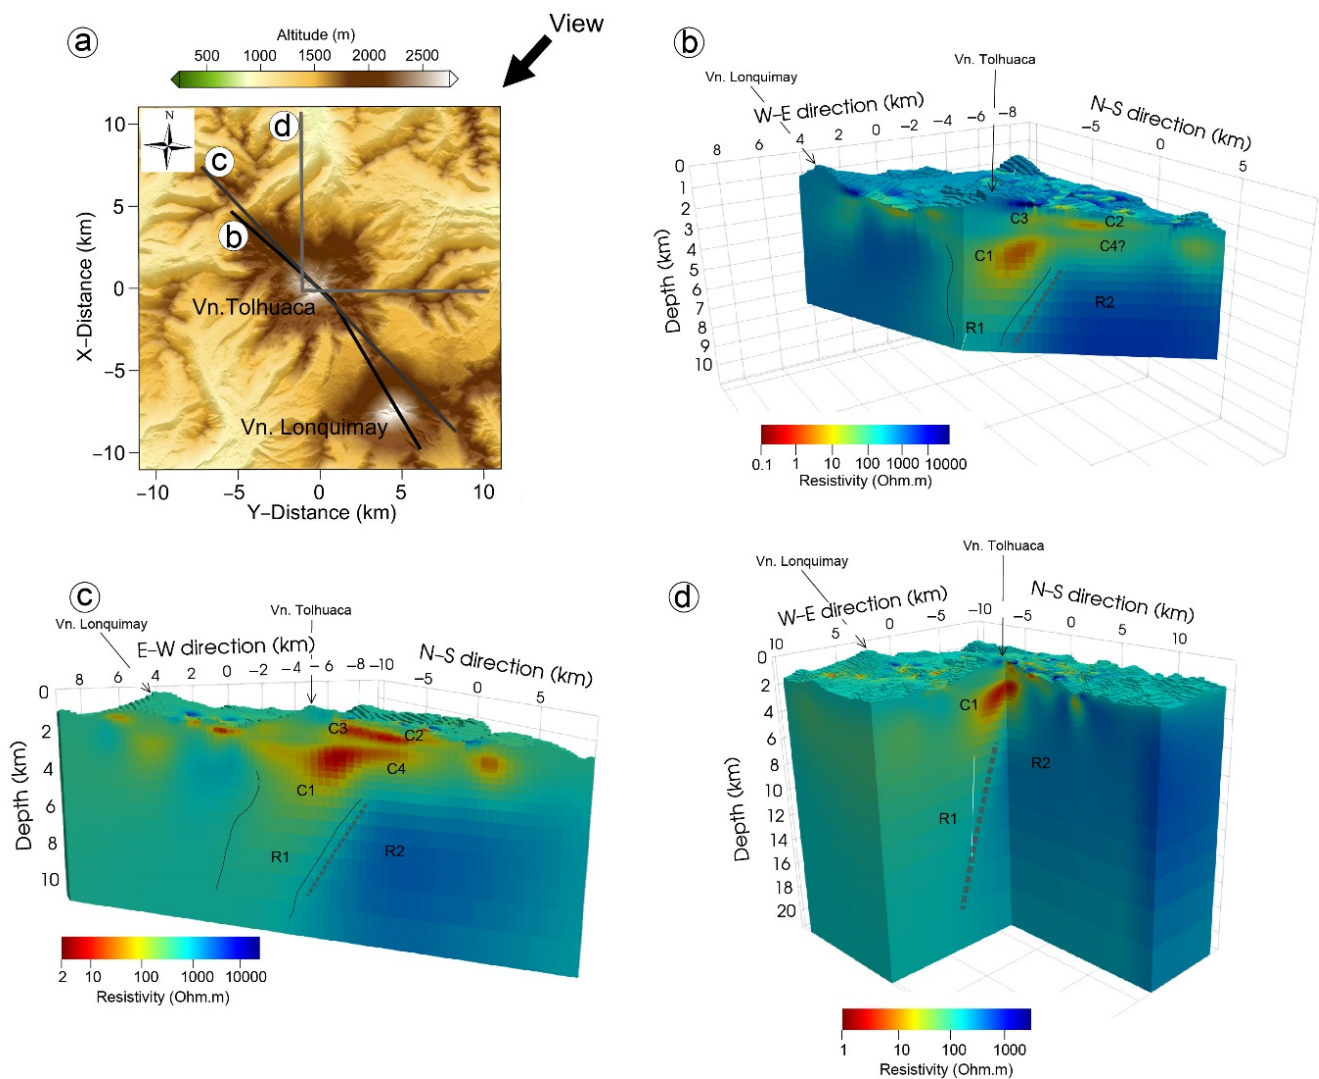 a
Altitude (m)
500 1000 1500 2000 2500
View
N
d
c
b
10
5
0
−5
−10
X−Distance (km)
Vn.Tolhuaca
Vn. Lonquimay
−10 −5 0 5 10
Y−Distance (km)
b
Vn. Tolhuaca
Vn. Lonquimay
W−E direction (km)
N−S direction (km)
8 6 4 2 0 −2 −4 −6 −8
−5 0 5
0
1
2
3
4
5
6
7
8
9
10
Depth (km)
C3
C2
C4?
C1
R2
R1
0.1 1 10 100 1000 10000
Resistivity (Ohm.m)
c
Vn. Tolhuaca
Vn. Lonquimay
E−W direction (km)
N−S direction (km)
8 6 4 2 0 −2 −4 −6 −8 −10
−5 0 5
0
2
4
6
8
10
Depth (km)
C3
C2
C4
C1
R1
R2
2 10 100 1000 10000
Resistivity (Ohm.m)
d
Vn. Tolhuaca
Vn. Lonquimay
W−E direction (km)
N−S direction (km)
10 5 0 −5 −10
−5 0 5 10
0
2
4
6
8
10
12
14
16
18
20
Depth (km)
C1
R2
R1
1 10 100 1000
Resistivity (Ohm.m)